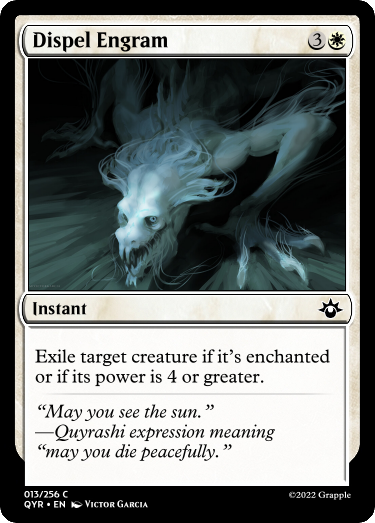 Dispel Engram 3
Instant
Exile target creature if it's enchanted
or if its power is 4 or greater.
“May you see the sun.”
—Quyrashi expression meaning
“may you die peacefully.”
013/256 C
QYR • EN Victor Garcia
©2022 Grapple